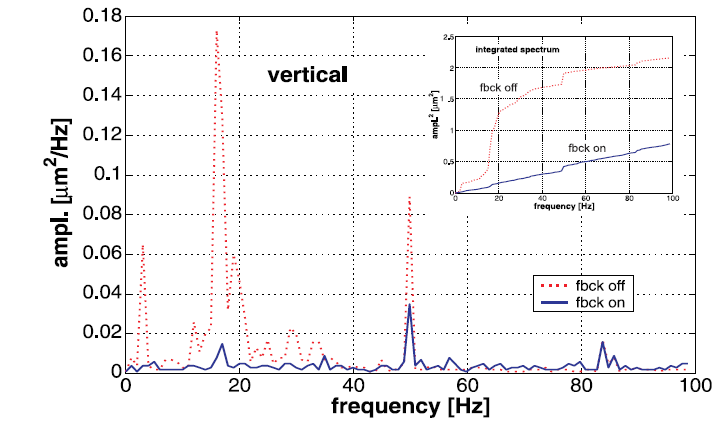 vertical
ampl. [μm²/Hz]
0.18
0.16
0.14
0.12
0.1
0.08
0.06
0.04
0.02
0
0 20 40 60 80 100
frequency [Hz]
fbck off
fbck on
integrated spectrum
ampL² [μm²]
2.5
2
1.5
1
0.5
0
fbck off
fbck on
0 20 40 60 80 100
frequency [Hz]